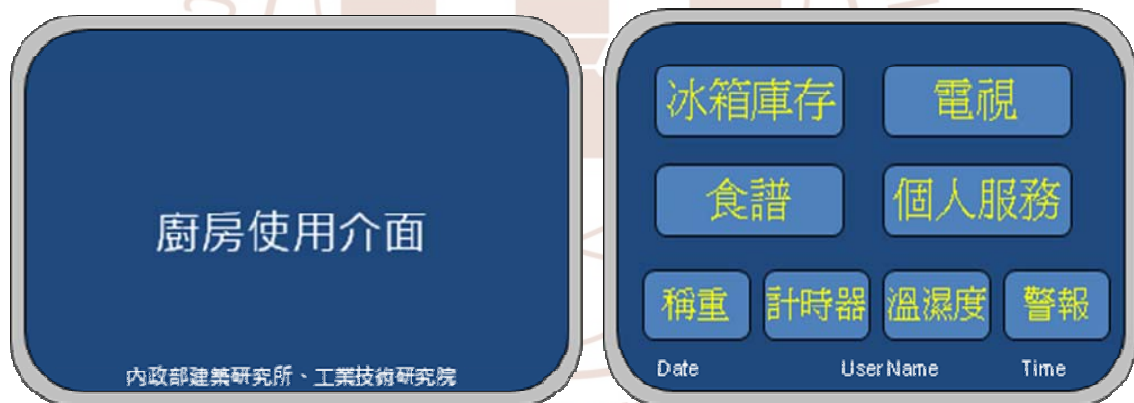 廚房使用介面
內政部建築研究所、工業技術研究院
冰箱庫存 電視
食譜 個人服務
稱重 計時器 溫濕度 警報
Date UserName Time